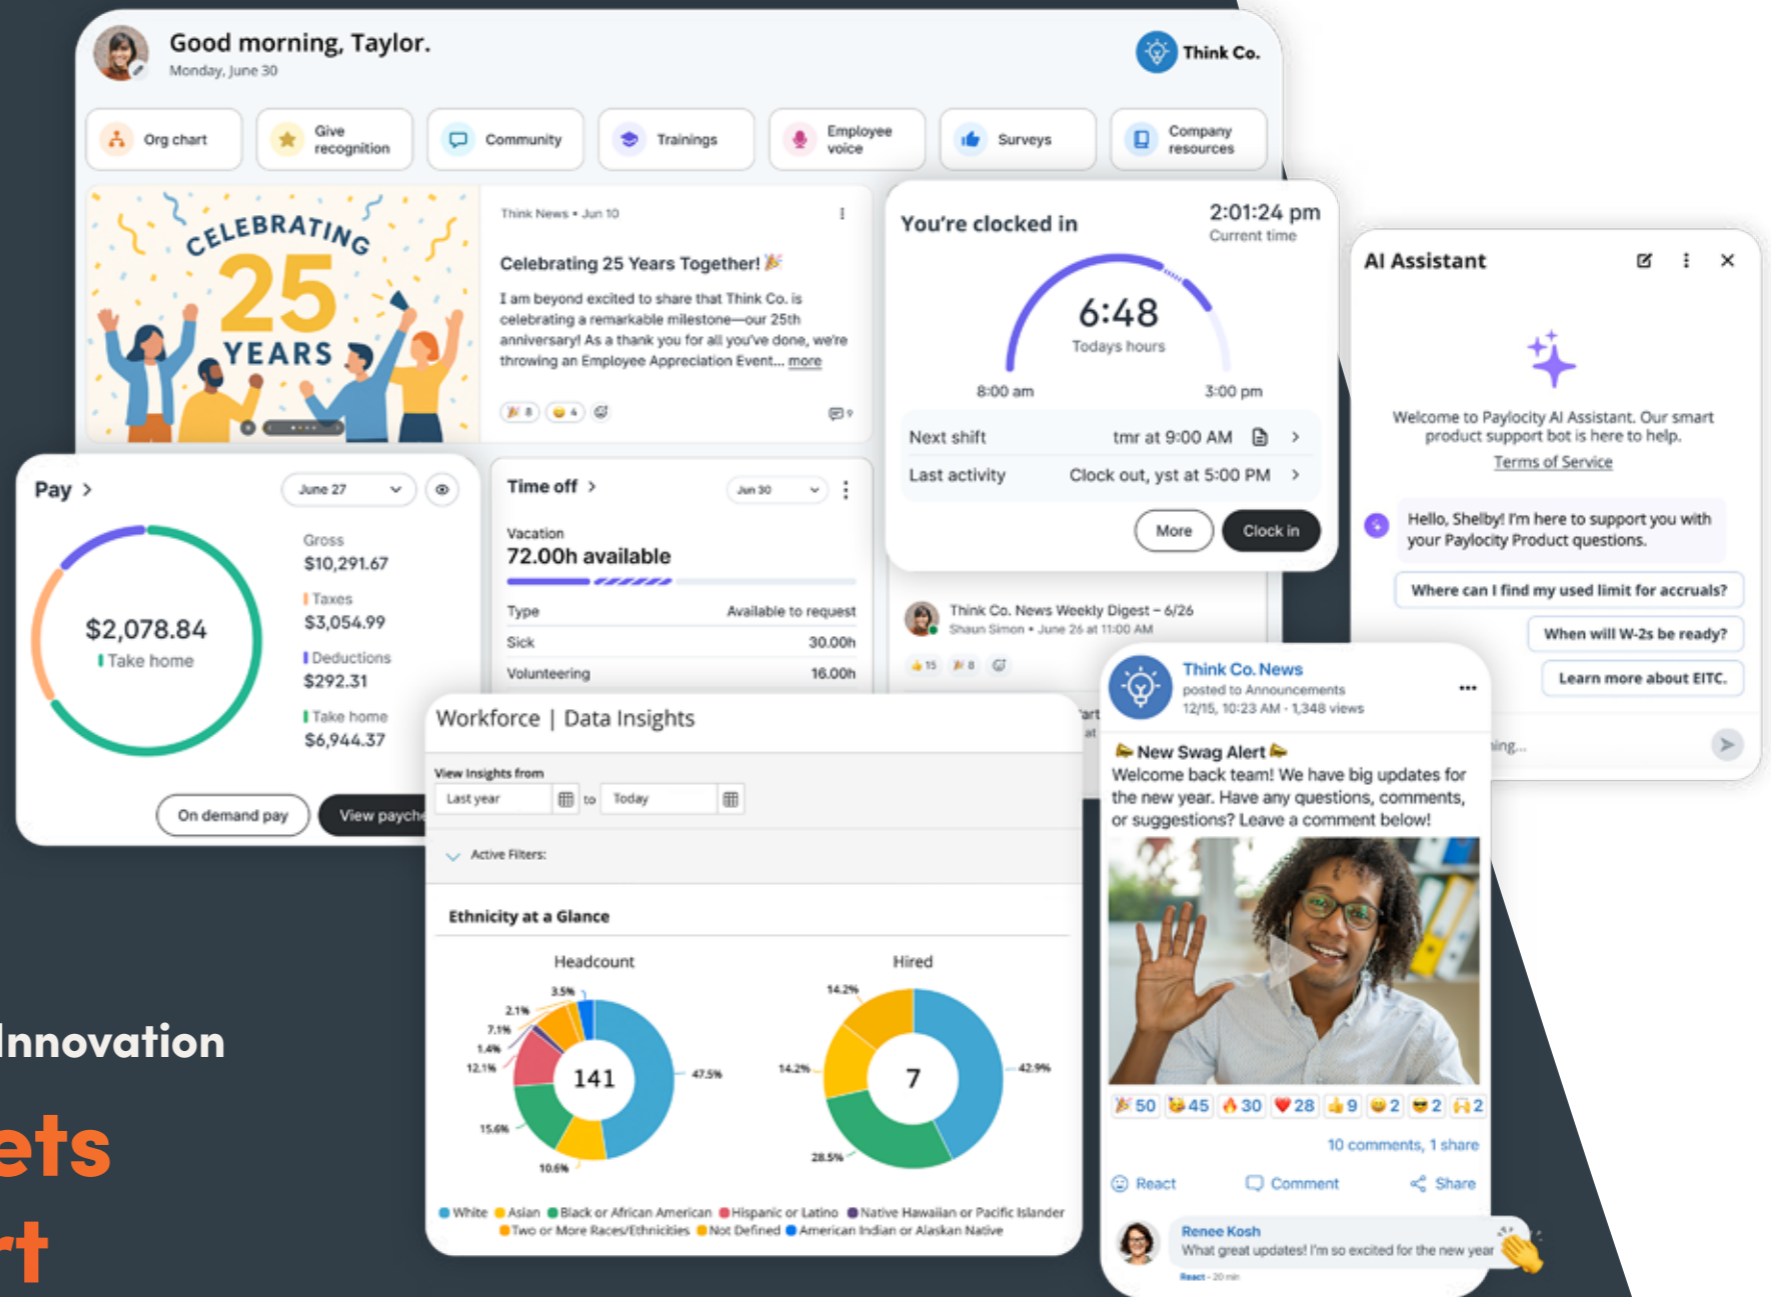 Good morning, Taylor.
Monday, June 30
Think Co.
Org chart
Give
recognition
Community
Trainings
Employee
voice
Surveys
Company
resources
CELEBRATING
25
YEARS
Think News • Jun 10
Celebrating 25 Years Together!
I am beyond excited to share that Think Co. is
celebrating a remarkable milestone—our 25th
anniversary! As a thank you for all you've done, we're
throwing an Employee Appreciation Event... more
8
4
9
You're clocked in
2:01:24 pm
Current time
6:48
Todays hours
8:00 am
3:00 pm
Next shift
tmr at 9:00 AM
Last activity
Clock out, yst at 5:00 PM
More
Clock in
AI Assistant
Welcome to Paylocity AI Assistant. Our smart
product support bot is here to help.
Terms of Service
Hello, Shelby! I'm here to support you with
your Paylocity Product questions.
Where can I find my used limit for accruals?
When will W-2s be ready?
Learn more about EITC.
Pay
June 27
$2,078.84
Take home
Gross
$10,291.67
Taxes
$3,054.99
Deductions
$292.31
Take home
$6,944.37
On demand pay
View payche
Time off
Jun 30
Vacation
72.00h available
Type
Available to request
Sick
30.00h
Volunteering
16.00h
Think Co. News Weekly Digest – 6/26
Shaun Simon • June 26 at 11:00 AM
15
8
at
Workforce | Data Insights
View Insights from
Last year
to
Today
Active Filters:
Ethnicity at a Glance
Headcount
3.5%
2.1%
7.1%
1.4%
12.1%
141
47.5%
15.6%
10.6%
Hired
14.2%
14.2%
7
42.9%
28.5%
White Asian Black or African American Hispanic or Latino Native Hawaiian or Pacific Islander
Two or More Races/Ethnicities Not Defined American Indian or Alaskan Native
Think Co. News
posted to Announcements
12/15, 10:23 AM - 1,348 views
New Swag Alert
Welcome back team! We have big updates for
the new year. Have any questions, comments,
or suggestions? Leave a comment below!
50 45 30 28 9 2 2 2
10 comments, 1 share
React
Comment
Share
Renee Kosh
What great updates! I'm so excited for the new year
React - 20 min
Innovation
ets
rt